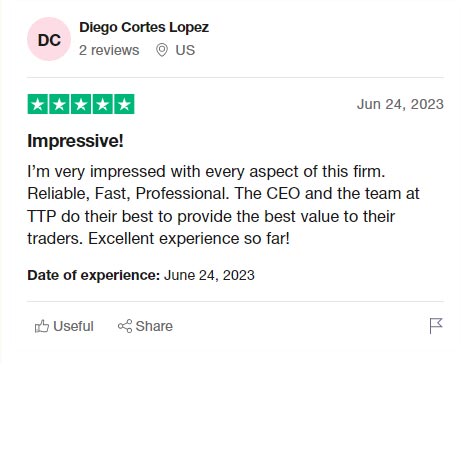 DC
Diego Cortes Lopez
2 reviews US
Jun 24, 2023
Impressive!
I'm very impressed with every aspect of this firm.
Reliable, Fast, Professional. The CEO and the team at
TTP do their best to provide the best value to their
traders. Excellent experience so far!
Date of experience: June 24, 2023
Useful Share